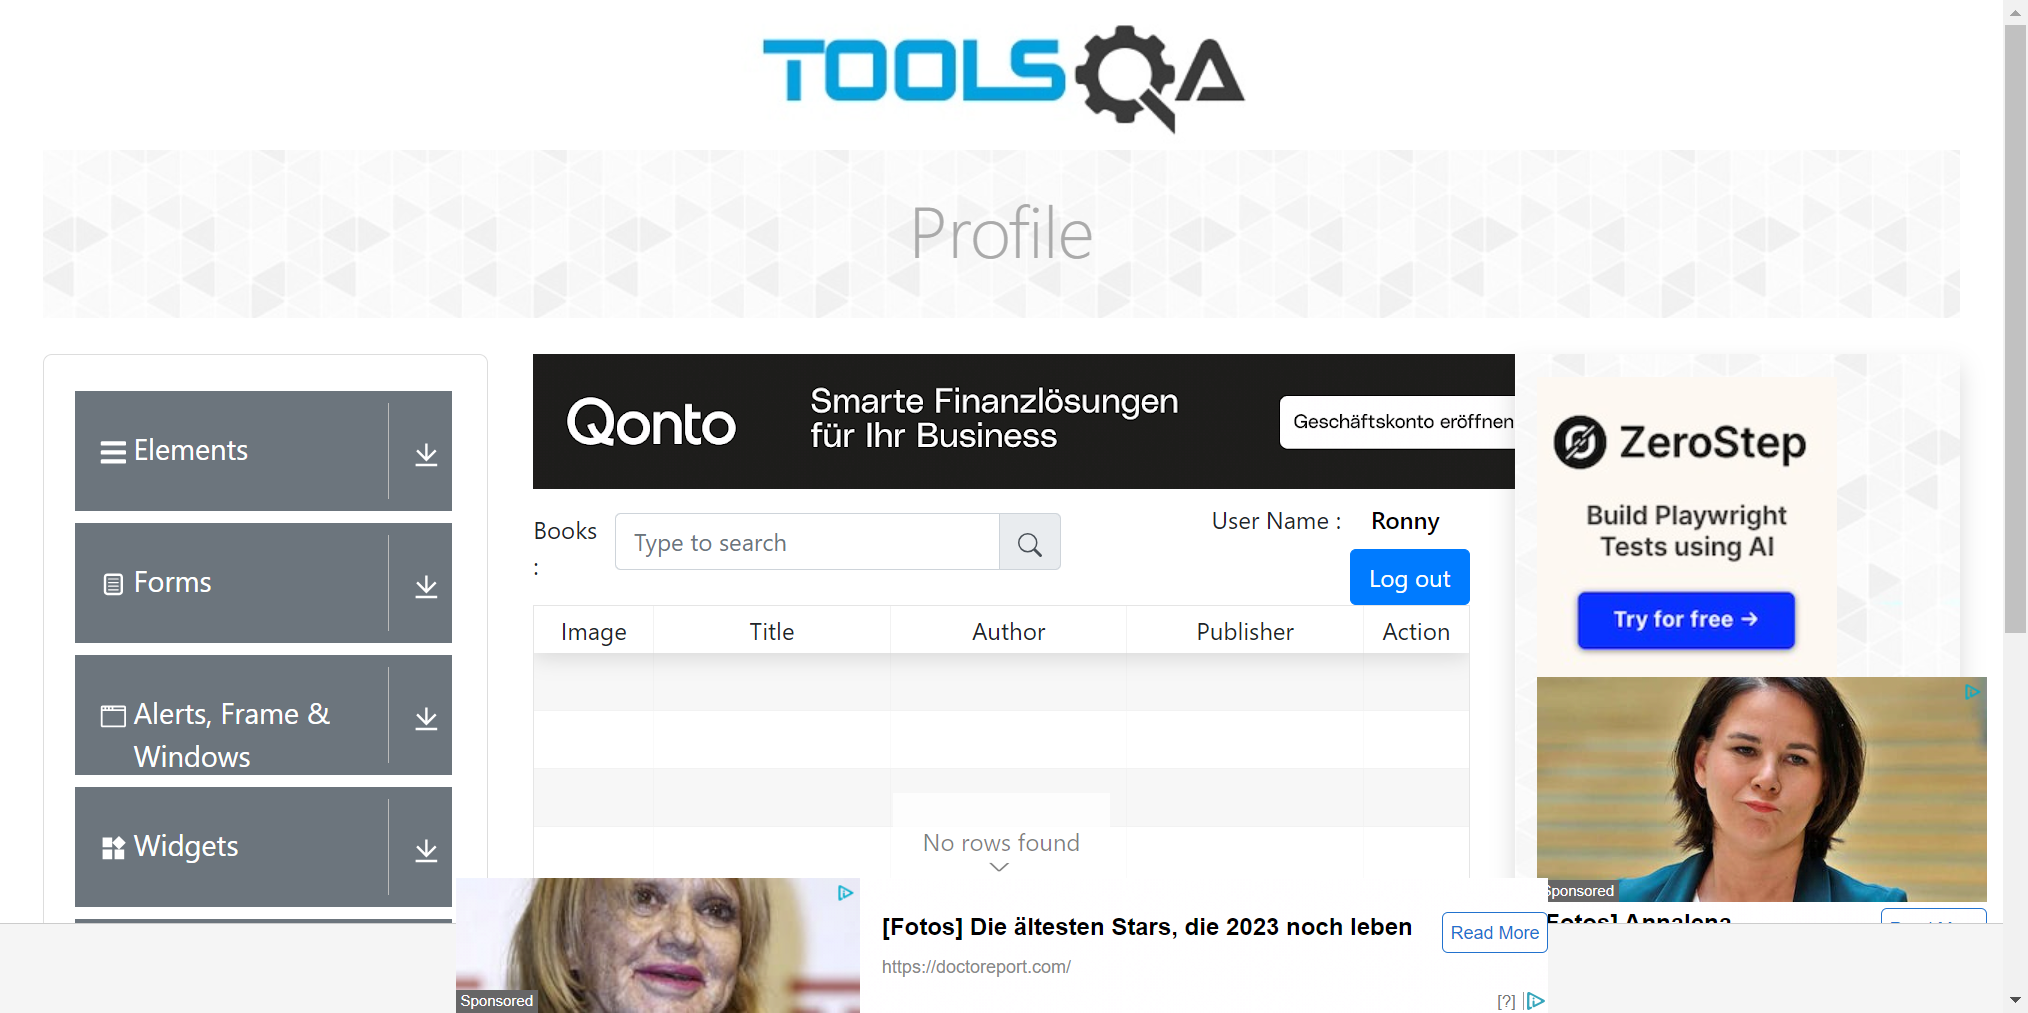 TOOLSQA
Profile
Elements
Forms
Alerts, Frame &
Windows
Widgets
Qonto
Smarte Finanzlösungen
für Ihr Business
Geschäftskonto eröffnen
Books
:
Type to search
User Name :
Ronny
Log out
Image
Title
Author
Publisher
Action
No rows found
ZeroStep
Build Playwright
Tests using AI
Try for free →
Sponsored
[Fotos] Annalena
Sponsored
[Fotos] Die ältesten Stars, die 2023 noch leben
https://doctoreport.com/
Read More
[?]